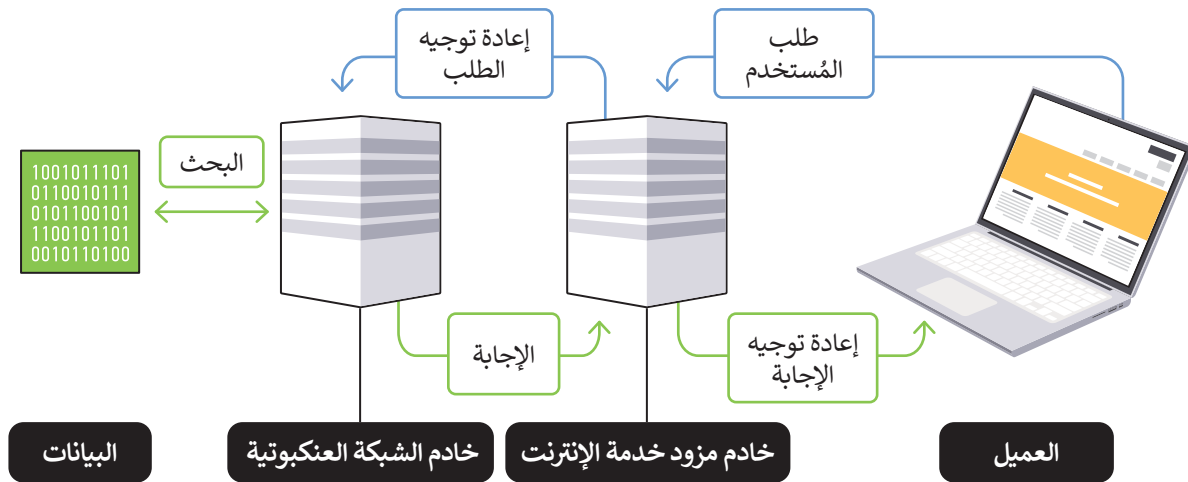 طلب
المُستخدم
إعادة توجيه
الطلب
البحث
1001011101
0110010111
0101100101
1100101101
0010110100
الإجابة
إعادة توجيه
الإجابة
العميل
خادم مزود خدمة الإنترنت
خادم الشبكة العنكبوتية
البيانات